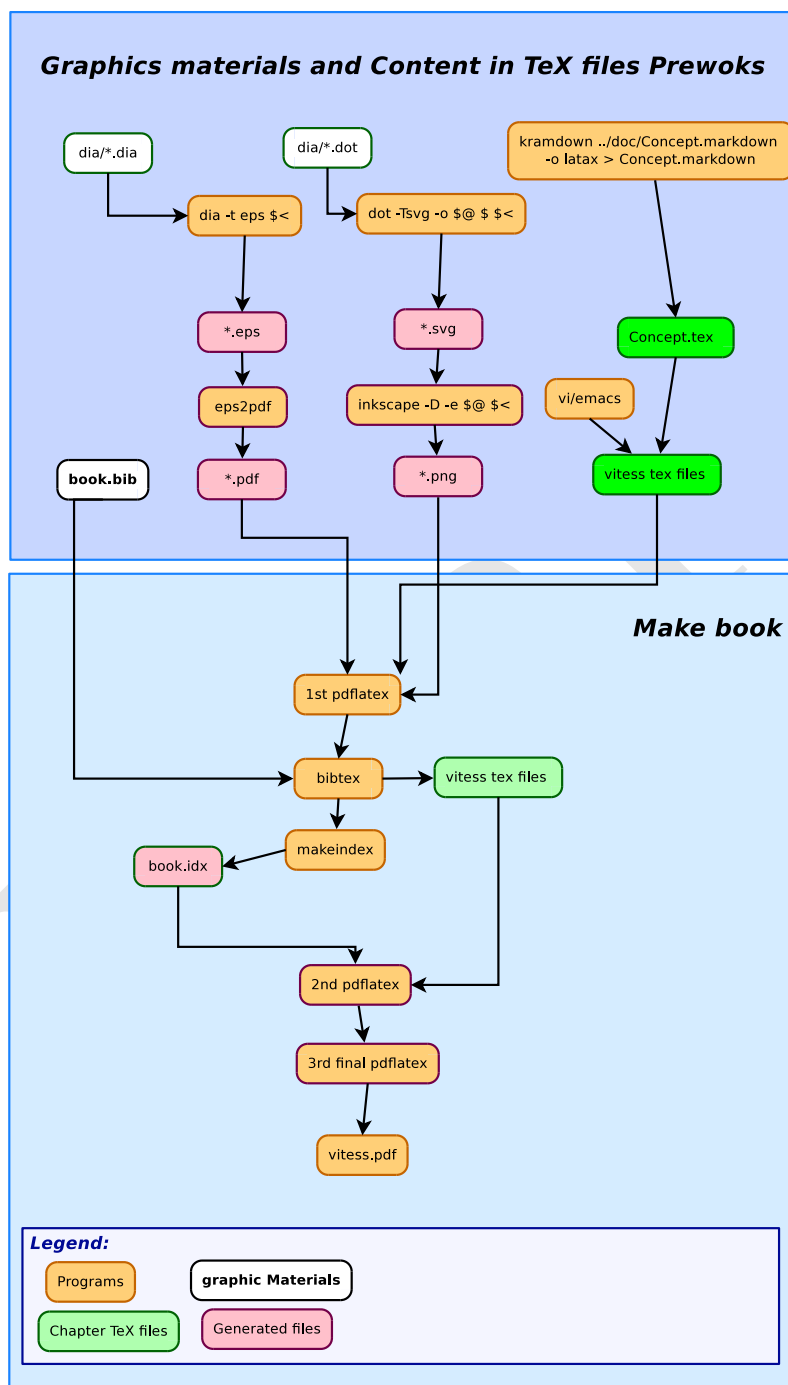 Graphics materials and Content in TeX files Prewoks
dia/*.dia
dia/*.dot
kramdown ../doc/Concept.markdown
-o latax > Concept.markdown
dia -t eps $<
dot -Tsvg -o $@ $ $<
*.eps
*.svg
Concept.tex
eps2pdf
inkscape -D -e $@ $<
vi/emacs
book.bib
*.pdf
*.png
vitess tex files
Make book
1st pdflatex
bibtex
vitess tex files
makeindex
book.idx
2nd pdflatex
3rd final pdflatex
vitess.pdf
Legend:
Programs
graphic Materials
Chapter TeX files
Generated files